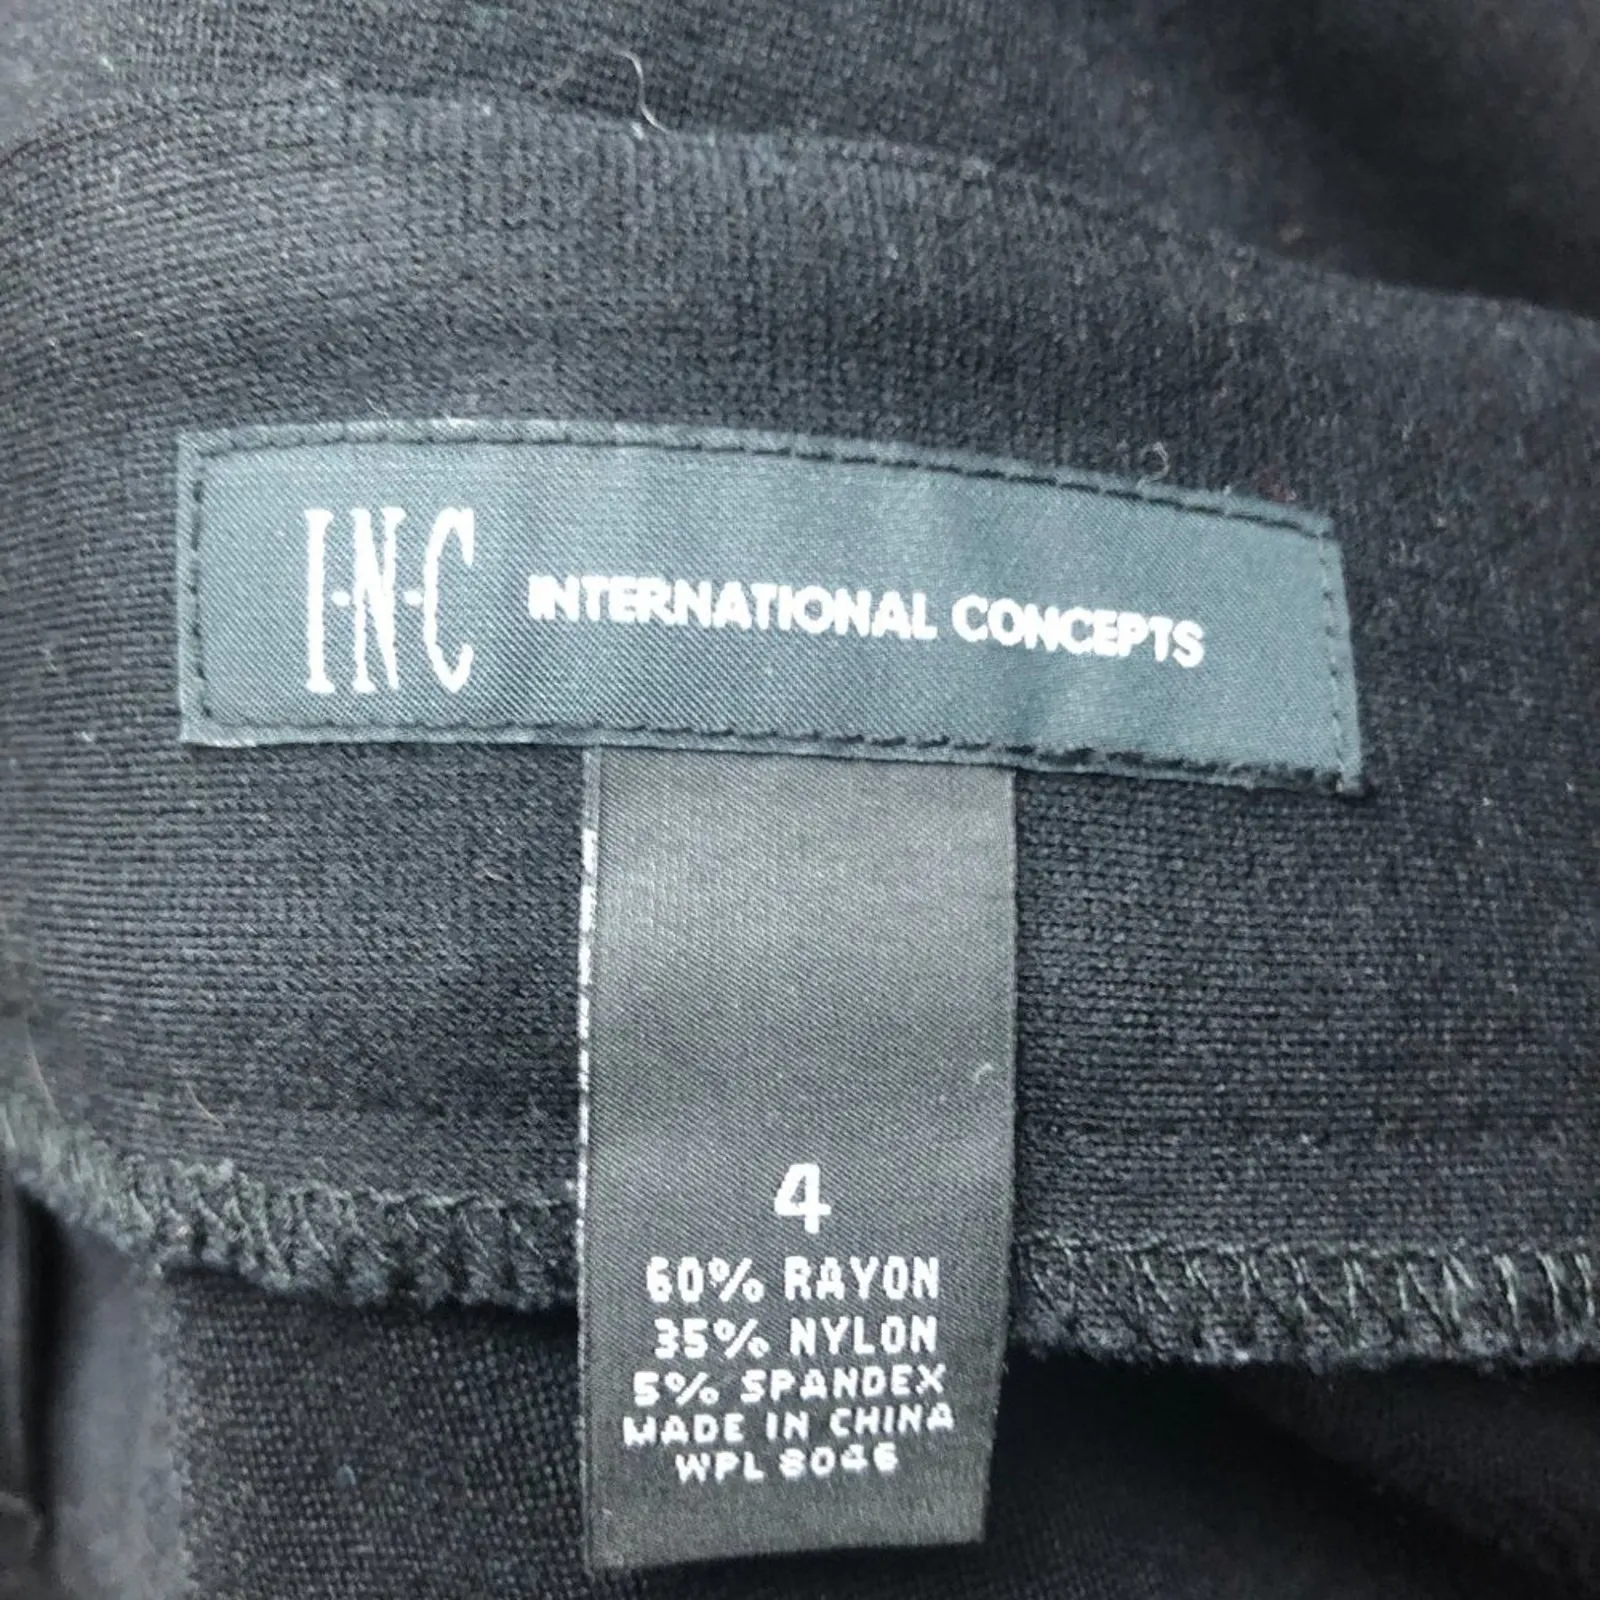 I·N·C INTERNATIONAL CONCEPTS
4
60% RAYON
35% NYLON
5% SPANDEX
MADE IN CHINA
WPL 8046